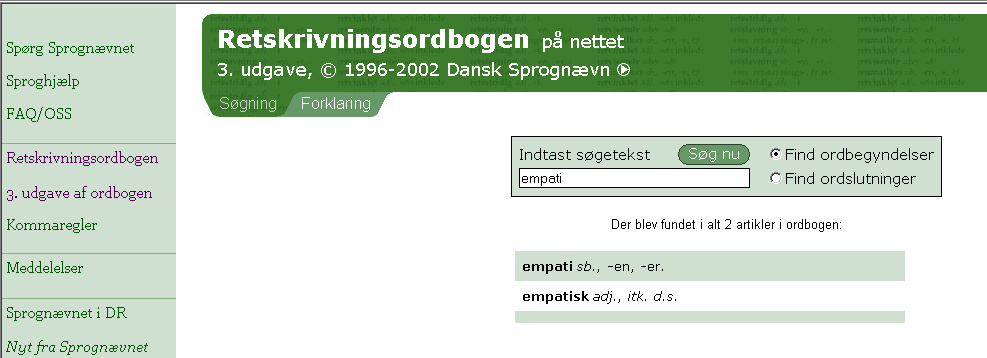 Spørg Sprognævnet
Sproghjælp
FAQ/OSS
Retskrivningsordbogen
3. udgave af ordbogen
Kommaregler
Meddelelser
Sprognævnet i DR
Nyt fra Sprognævnet
Retskrivningsordbogen på nettet
3. udgave, © 1996-2002 Dansk Sprognævn
Søgning Forklaring
Indtast søgetekst Søg nu Find ordbegyndelser
empati Find ordslutninger
Der blev fundet i alt 2 artikler i ordbogen:
empati sb., -en, -er.
empatisk adj., itk. d.s.